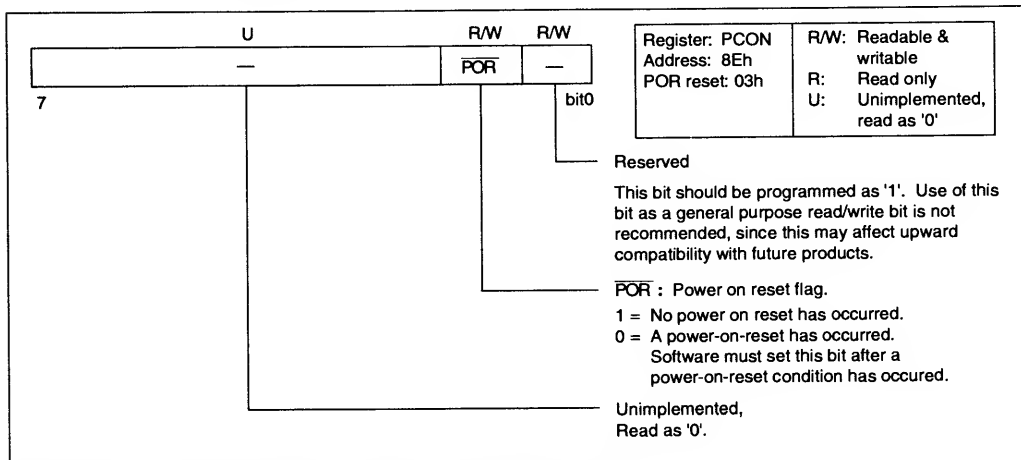 U R/W R/W
— P̅O̅R̅ —
7 bit0
Register: PCON
Address: 8Eh
POR reset: 03h
R/W: Readable &
writable
R: Read only
U: Unimplemented,
read as '0'
Reserved
This bit should be programmed as '1'. Use of this
bit as a general purpose read/write bit is not
recommended, since this may affect upward
compatibility with future products.
P̅O̅R̅ : Power on reset flag.
1 = No power on reset has occurred.
0 = A power-on-reset has occurred.
Software must set this bit after a
power-on-reset condition has occured.
Unimplemented,
Read as '0'.